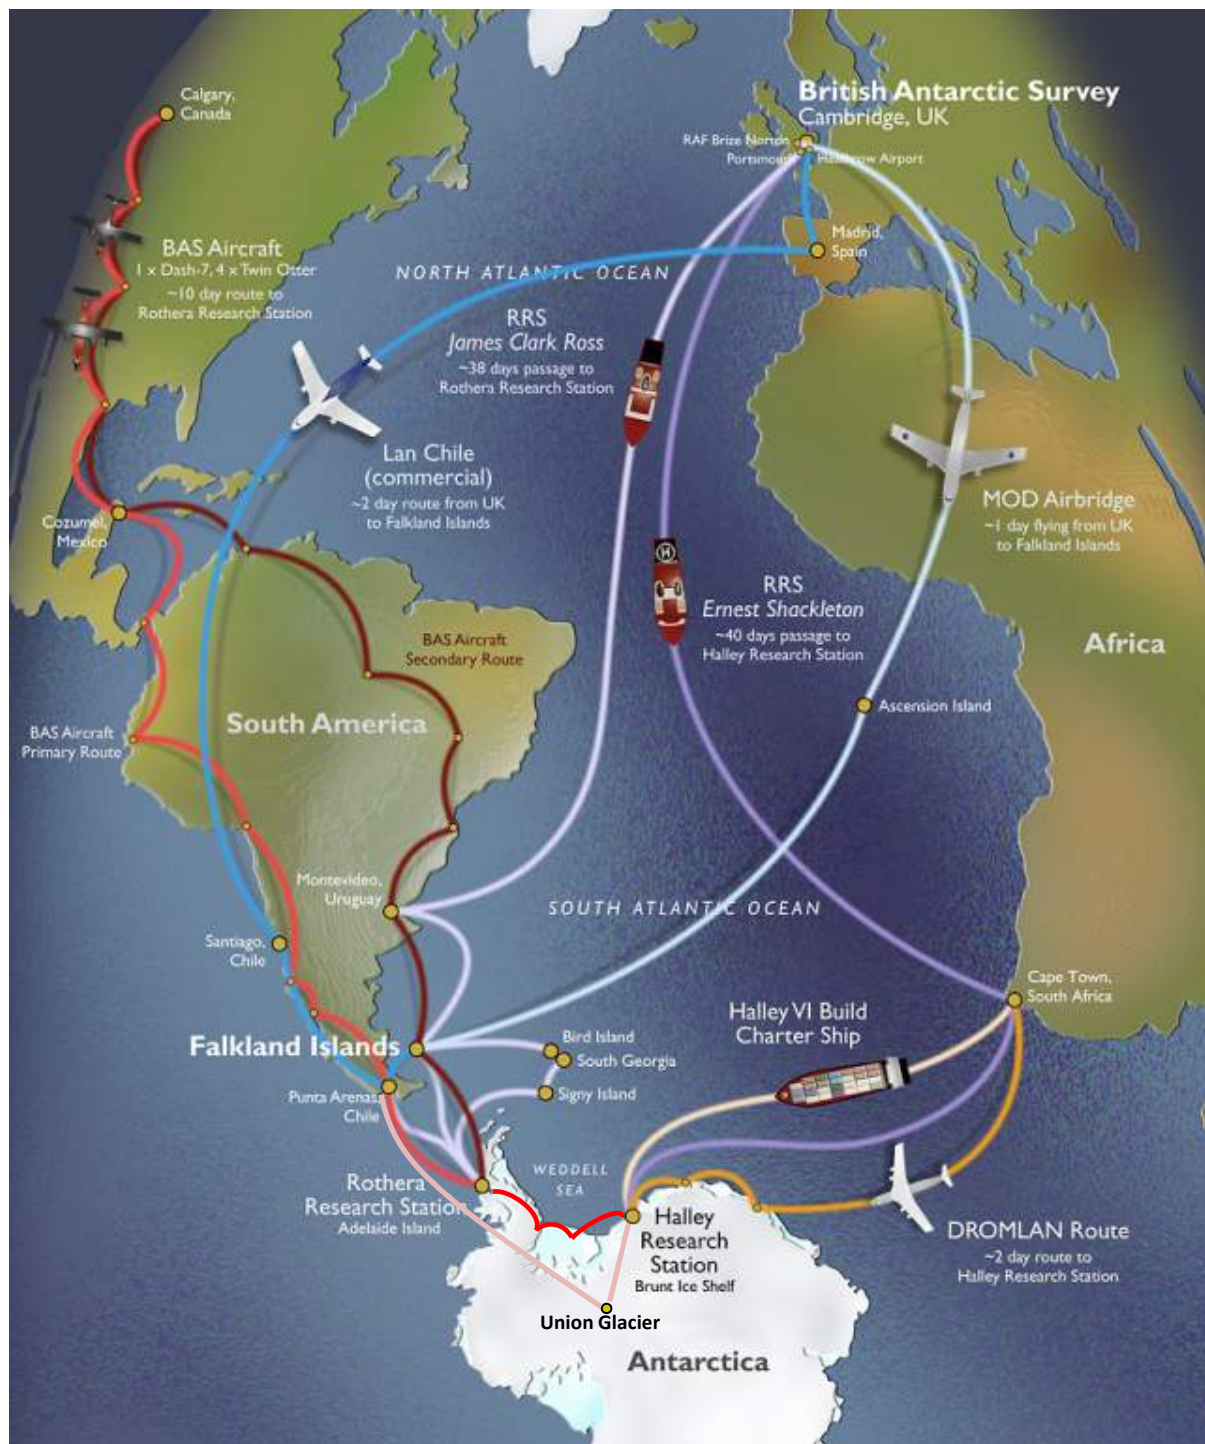 Calgary,
Canada
British Antarctic Survey
Cambridge, UK
RAF Brize Norton
Portsmouth
Heathrow Airport
Madrid,
Spain
BAS Aircraft
1 x Dash-7, 4 x Twin Otter
~10 day route to
Rothera Research Station
NORTH ATLANTIC OCEAN
RRS
James Clark Ross
~38 days passage to
Rothera Research Station
Lan Chile
(commercial)
~2 day route from UK
to Falkland Islands
MOD Airbridge
~1 day flying from UK
to Falkland Islands
Cozumel,
Mexico
H
RRS
Ernest Shackleton
~40 days passage to
Halley Research Station
BAS Aircraft
Secondary Route
Africa
Ascension Island
South America
BAS Aircraft
Primary Route
Montevideo,
Uruguay
SOUTH ATLANTIC OCEAN
Santiago,
Chile
Cape Town,
South Africa
Halley VI Build
Charter Ship
Falkland Islands
Bird Island
South Georgia
Signy Island
Punta Arenas,
Chile
WEDDELL
SEA
Rothera
Research Station
Adelaide Island
Halley
Research
Station
Brunt Ice Shelf
DROMLAN Route
~2 day route to
Halley Research Station
Union Glacier
Antarctica